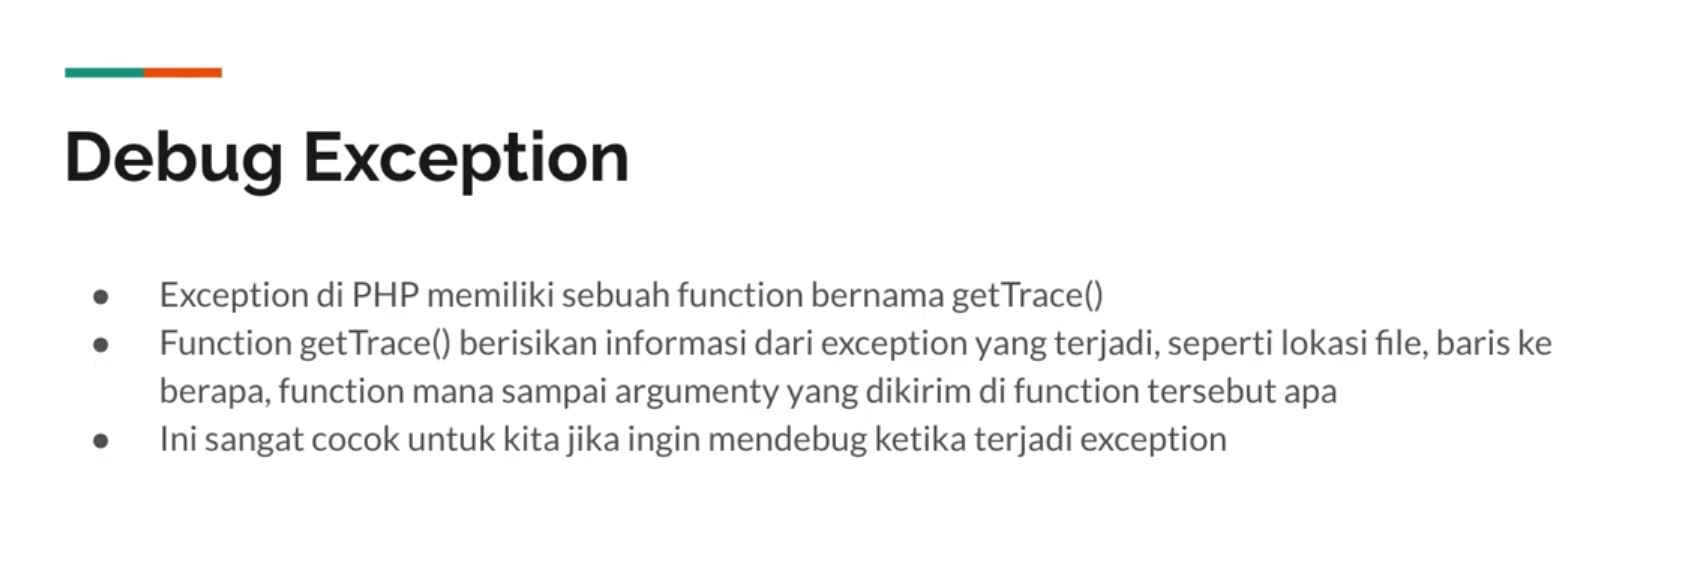 Debug Exception
● Exception di PHP memiliki sebuah function bernama getTrace()
● Function getTrace() berisikan informasi dari exception yang terjadi, seperti lokasi file, baris ke
berapa, function mana sampai argumenty yang dikirim di function tersebut apa
● Ini sangat cocok untuk kita jika ingin mendebug ketika terjadi exception